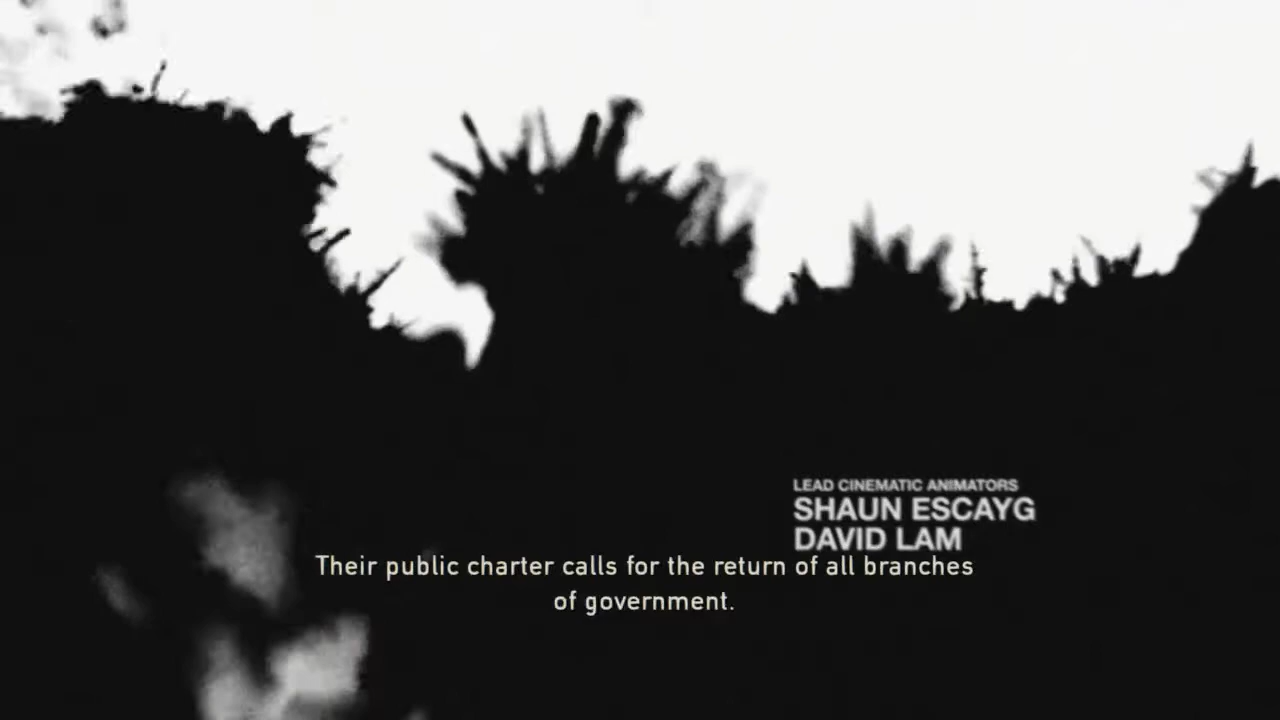 LEAD CINEMATIC ANIMATORS
SHAUN ESCAYG
DAVID LAM
Their public charter calls for the return of all branches
of government.